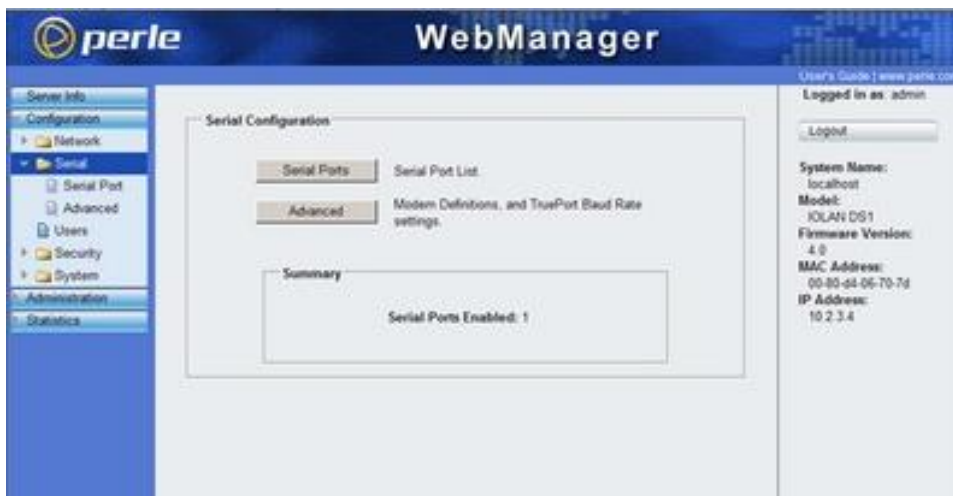 perle
WebManager
User's Guide | www.perle.com
Server Info
Configuration
Network
Serial
Serial Port
Advanced
Users
Security
System
Administration
Statistics
Serial Configuration
Serial Ports Serial Port List.
Advanced Modem Definitions, and TruePort Baud Rate
settings.
Summary
Serial Ports Enabled: 1
Logged in as: admin
Logout
System Name:
localhost
Model:
IOLAN DS1
Firmware Version:
4.0
MAC Address:
00-80-d4-06-70-7d
IP Address:
10.2.3.4